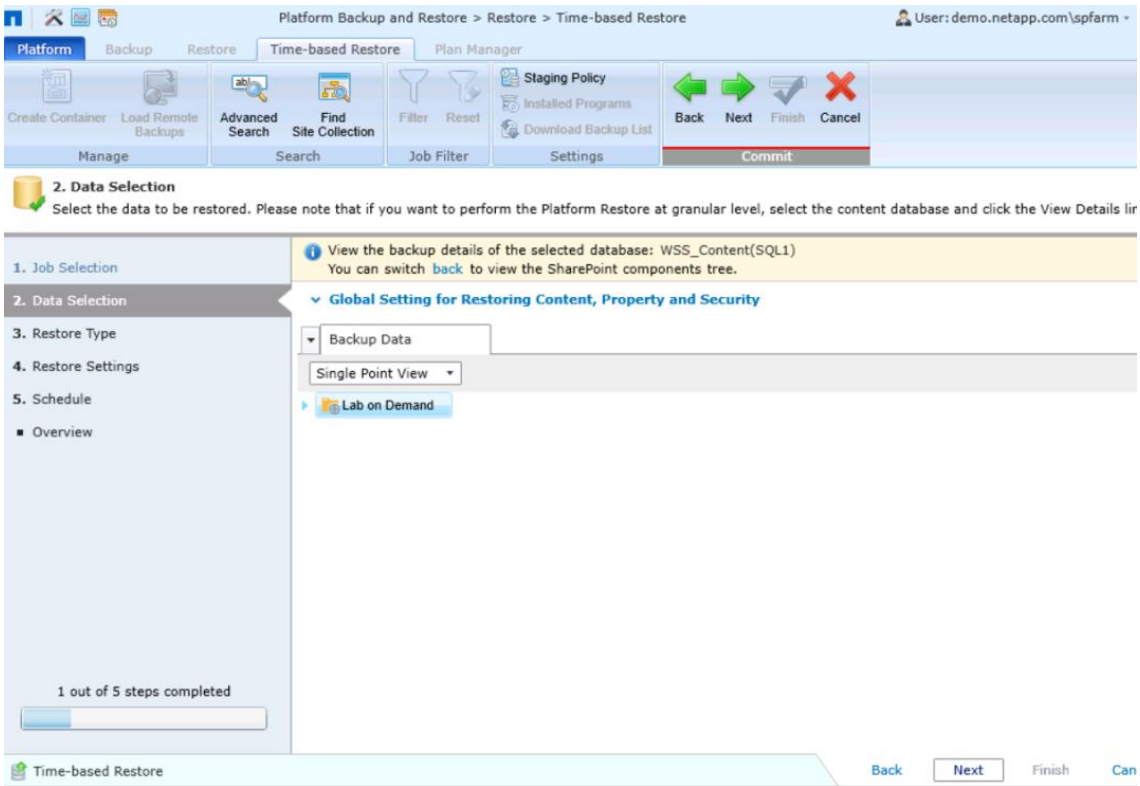 Platform Backup and Restore > Restore > Time-based Restore
User: demo.netapp.com\spfarm
Platform
Backup
Restore
Time-based Restore
Plan Manager
Create Container
Load Remote
Backups
Manage
Advanced
Search
Find
Site Collection
Search
Filter
Reset
Job Filter
Staging Policy
Installed Programs
Download Backup List
Settings
Back
Next
Finish
Cancel
Commit
2. Data Selection
Select the data to be restored. Please note that if you want to perform the Platform Restore at granular level, select the content database and click the View Details lin
1. Job Selection
2. Data Selection
3. Restore Type
4. Restore Settings
5. Schedule
Overview
1 out of 5 steps completed
View the backup details of the selected database: WSS_Content(SQL1)
You can switch back to view the SharePoint components tree.
Global Setting for Restoring Content, Property and Security
Backup Data
Single Point View
Lab on Demand
Time-based Restore
Back
Next
Finish
Can